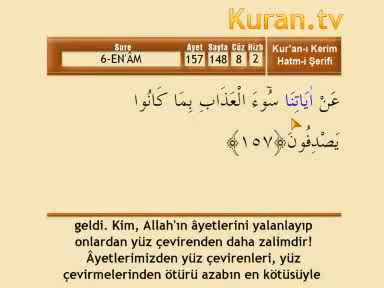 Kuran.tv
Sure Ayet Sayfa Cüz Hizb
6-EN'ÂM 157 148 8 2
Kur'an-ı Kerim
Hatm-i Şerifi
عَنْ اٰيَاتِنَا سُٓوءَ الْعَذَابِ بِمَا كَانُوا
يَصْدِفُونَ ﴿١٥٧﴾
geldi. Kim, Allah'ın âyetlerini yalanlayıp
onlardan yüz çevirenden daha zalimdir!
Âyetlerimizden yüz çevirenleri, yüz
çevirmelerinden ötürü azabın en kötüsüyle